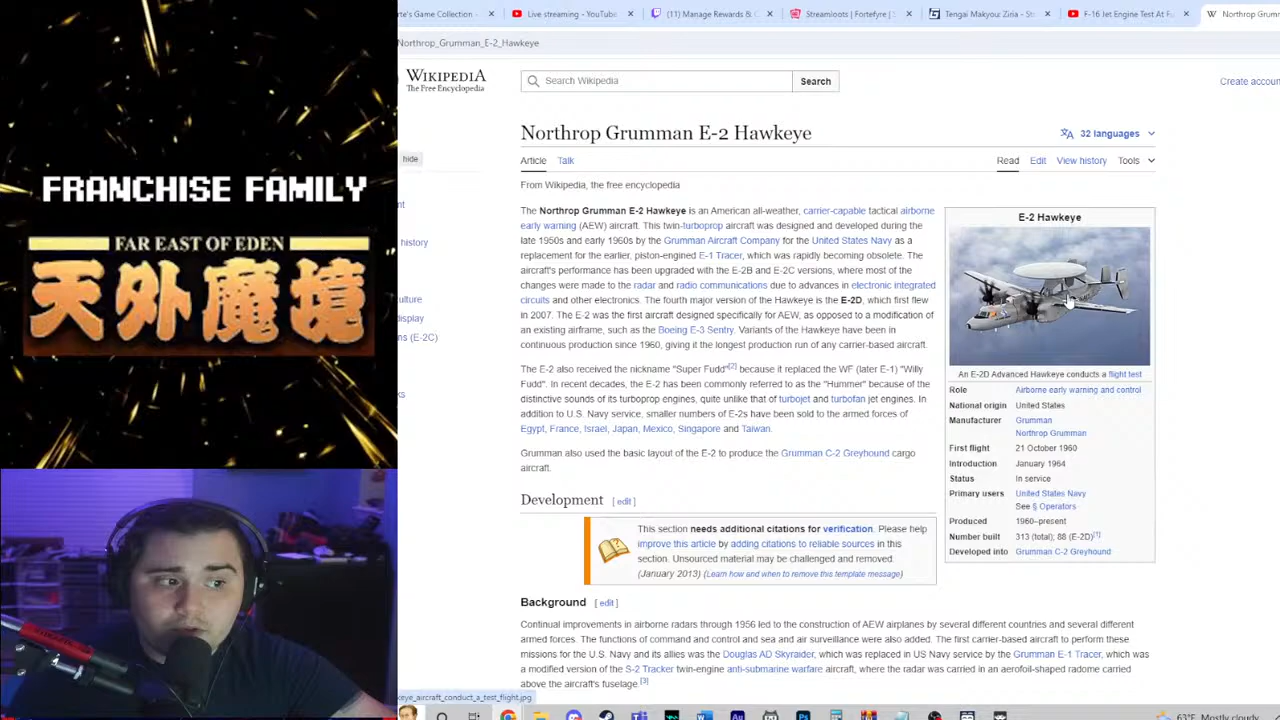 arte's Game Collection -
Live streaming - YouTube
(11) Manage Rewards &
Streamloots | Fortefyre |
Tengai Makyou: Ziria - St
F-16 Jet Engine Test At Fu
Northrop Grumm
Northrop_Grumman_E-2_Hawkeye
WIKIPEDIA
The Free Encyclopedia
Search Wikipedia
Search
Create accoun
Northrop Grumman E-2 Hawkeye
32 languages
hide
Article Talk
Read Edit View history Tools
From Wikipedia, the free encyclopedia
FRANCHISE FAMILY
FAR EAST OF EDEN
天外魔境
nt
history
ulture
display
ns (E-2C)
ks
The Northrop Grumman E-2 Hawkeye is an American all-weather, carrier-capable tactical airborne
early warning (AEW) aircraft. This twin-turboprop aircraft was designed and developed during the
late 1950s and early 1960s by the Grumman Aircraft Company for the United States Navy as a
replacement for the earlier, piston-engined E-1 Tracer, which was rapidly becoming obsolete. The
aircraft's performance has been upgraded with the E-2B and E-2C versions, where most of the
changes were made to the radar and radio communications due to advances in electronic integrated
circuits and other electronics. The fourth major version of the Hawkeye is the E-2D, which first flew
in 2007. The E-2 was the first aircraft designed specifically for AEW, as opposed to a modification of
an existing airframe, such as the Boeing E-3 Sentry. Variants of the Hawkeye have been in
continuous production since 1960, giving it the longest production run of any carrier-based aircraft.
The E-2 also received the nickname "Super Fudd"[2] because it replaced the WF (later E-1) "Willy
Fudd". In recent decades, the E-2 has been commonly referred to as the "Hummer" because of the
distinctive sounds of its turboprop engines, quite unlike that of turbojet and turbofan jet engines. In
addition to U.S. Navy service, smaller numbers of E-2s have been sold to the armed forces of
Egypt, France, Israel, Japan, Mexico, Singapore and Taiwan.
Grumman also used the basic layout of the E-2 to produce the Grumman C-2 Greyhound cargo
aircraft.
E-2 Hawkeye
An E-2D Advanced Hawkeye conducts a flight test
Role Airborne early warning and control
National origin United States
Manufacturer Grumman
Northrop Grumman
First flight 21 October 1960
Introduction January 1964
Status In service
Primary users United States Navy
See § Operators
Produced 1960–present
Number built 313 (total); 88 (E-2D)[1]
Developed into Grumman C-2 Greyhound
Development [ edit ]
This section needs additional citations for verification. Please help
improve this article by adding citations to reliable sources in this
section. Unsourced material may be challenged and removed.
(January 2013) (Learn how and when to remove this template message)
Background [ edit ]
Continual improvements in airborne radars through 1956 led to the construction of AEW airplanes by several different countries and several different
armed forces. The functions of command and control and sea and air surveillance were also added. The first carrier-based aircraft to perform these
missions for the U.S. Navy and its allies was the Douglas AD Skyraider, which was replaced in US Navy service by the Grumman E-1 Tracer, which was
a modified version of the S-2 Tracker twin-engine anti-submarine warfare aircraft, where the radar was carried in an aerofoil-shaped radome carried
above the aircraft's fuselage.[3]
keye_aircraft_conduct_a_test_flight.jpg
63°F Mostly cloudy